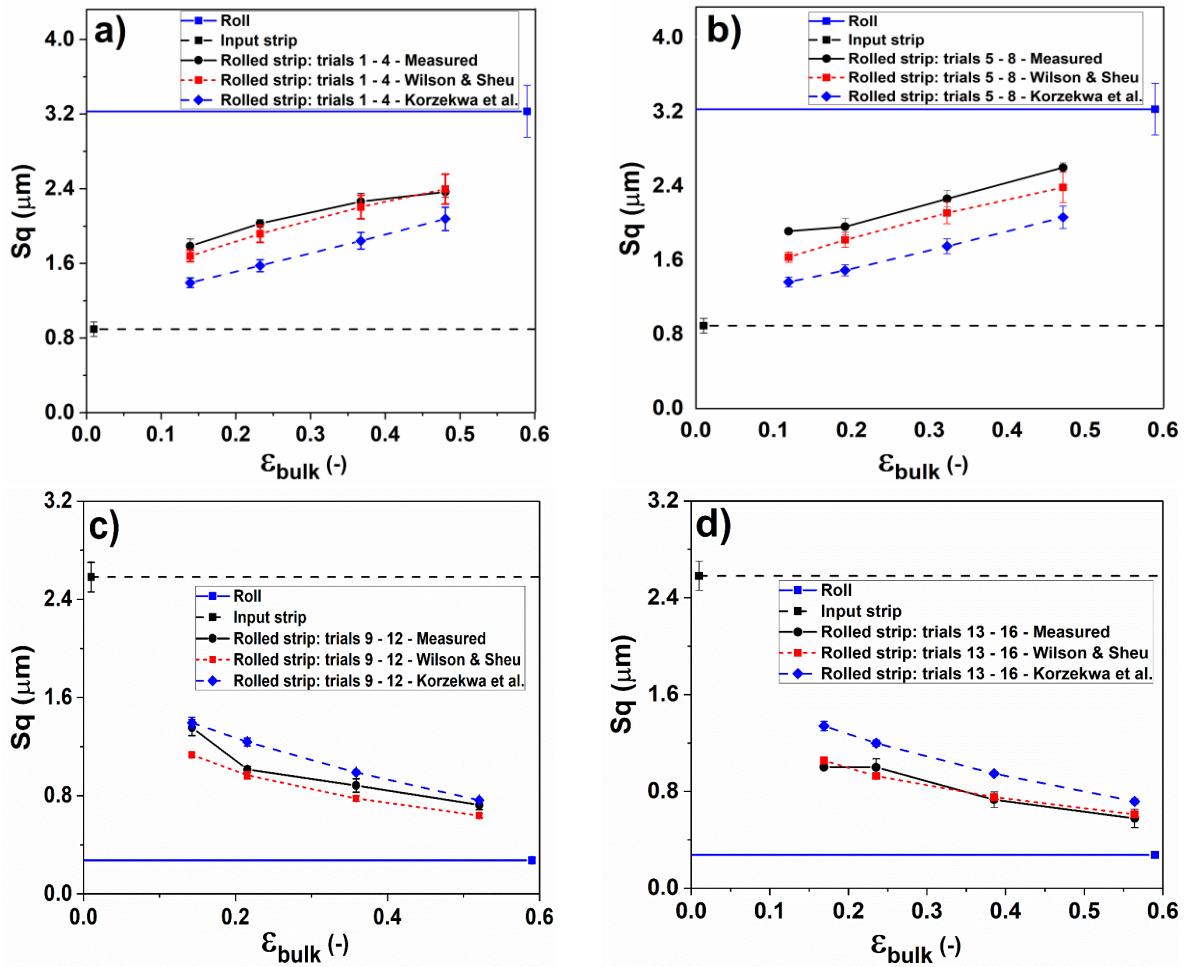 a)
Roll
Input strip
Rolled strip: trials 1 - 4 - Measured
Rolled strip: trials 1 - 4 - Wilson & Sheu
Rolled strip: trials 1 - 4 - Korzekwa et al.
4.0
3.2
2.4
1.6
0.8
0.0
Sq (μm)
0.0 0.1 0.2 0.3 0.4 0.5 0.6
εbulk (-)
b)
Roll
Input strip
Rolled strip: trials 5 - 8 - Measured
Rolled strip: trials 5 - 8 - Wilson & Sheu
Rolled strip: trials 5 - 8 - Korzekwa et al.
4.0
3.2
2.4
1.6
0.8
0.0
Sq (μm)
0.0 0.1 0.2 0.3 0.4 0.5 0.6
εbulk (-)
c)
Roll
Input strip
Rolled strip: trials 9 - 12 - Measured
Rolled strip: trials 9 - 12 - Wilson & Sheu
Rolled strip: trials 9 - 12 - Korzekwa et al.
3.2
2.4
1.6
0.8
0.0
Sq (μm)
0.0 0.2 0.4 0.6
εbulk (-)
d)
Roll
Input strip
Rolled strip: trials 13 - 16 - Measured
Rolled strip: trials 13 - 16 - Wilson & Sheu
Rolled strip: trials 13 - 16 - Korzekwa et al.
3.2
2.4
1.6
0.8
0.0
Sq (μm)
0.0 0.1 0.2 0.3 0.4 0.5 0.6
εbulk (-)